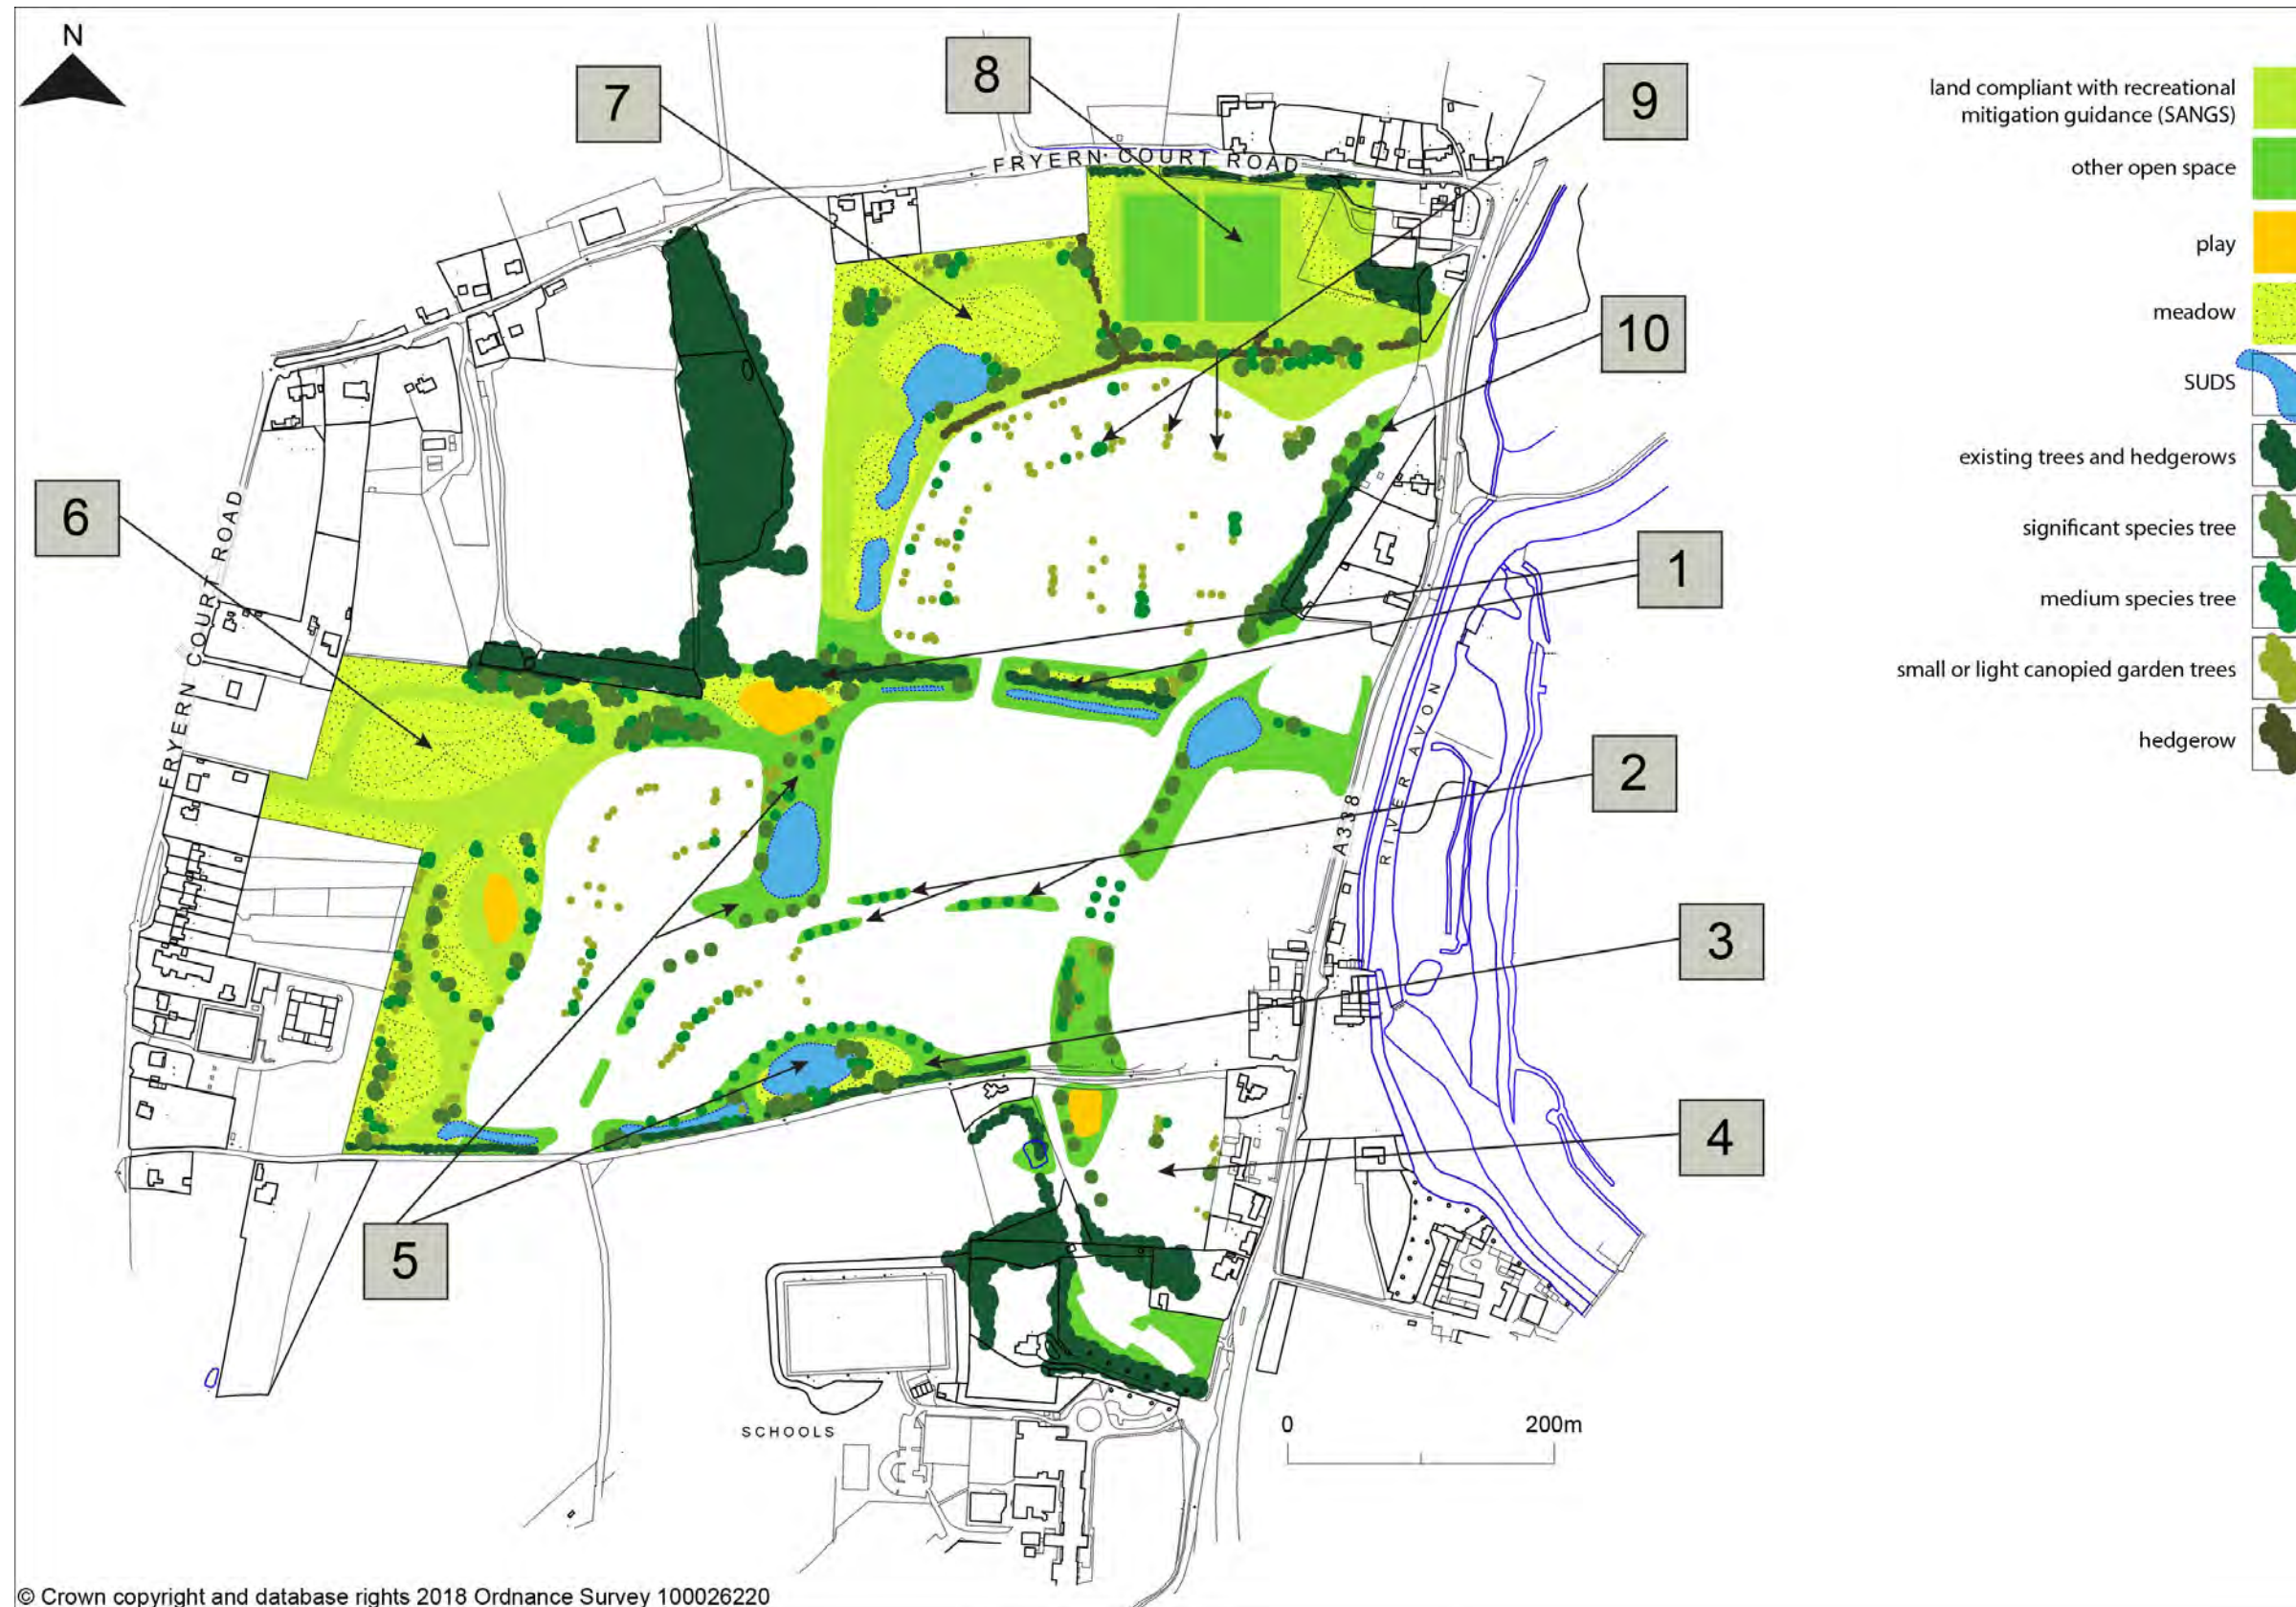 N
7
8
9
10
1
2
3
4
5
6
FRYERN COURT ROAD
FRYERN COURT ROAD
A338
RIVER AVON
SCHOOLS
0 200m
land compliant with recreational
mitigation guidance (SANGS)
other open space
play
meadow
SUDS
existing trees and hedgerows
significant species tree
medium species tree
small or light canopied garden trees
hedgerow
© Crown copyright and database rights 2018 Ordnance Survey 100026220